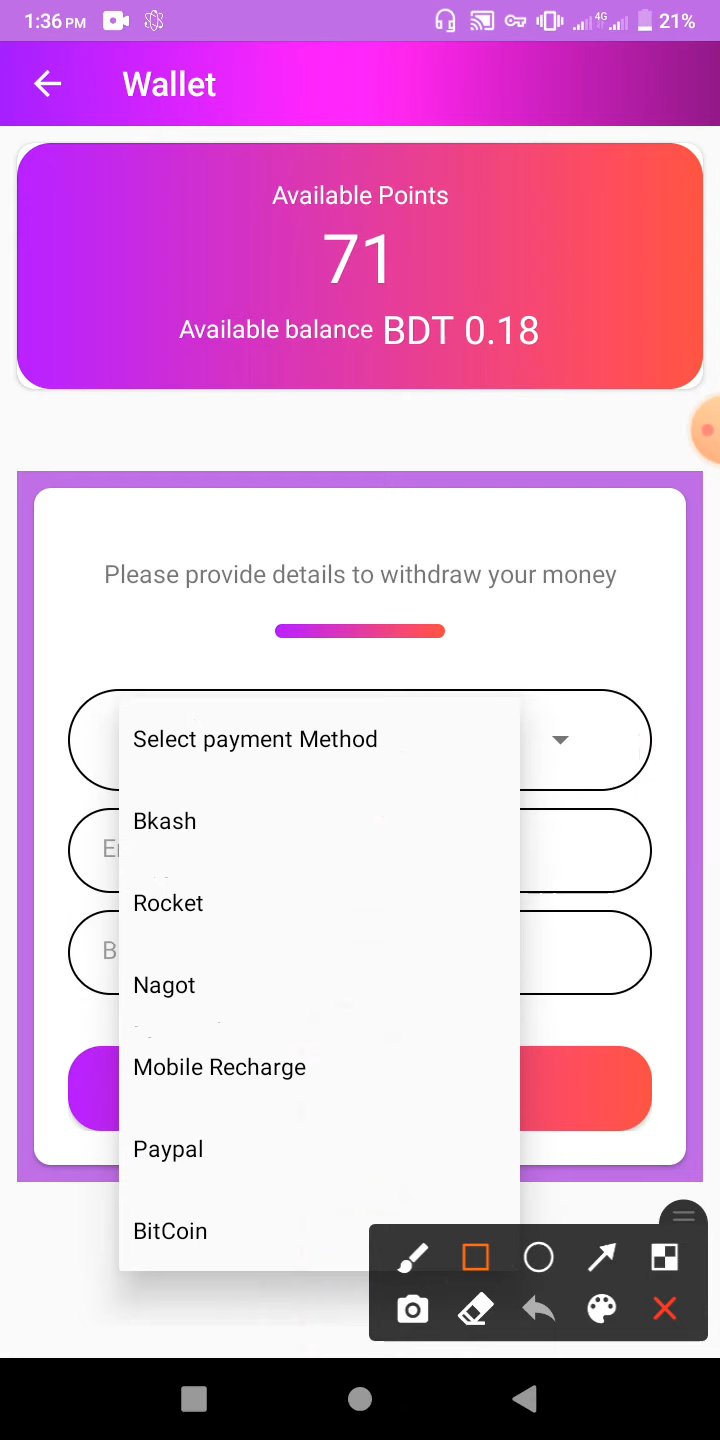 1:36 PM
4G
21%
Wallet
Available Points
71
Available balance BDT 0.18
Please provide details to withdraw your money
Select payment Method
Bkash
Rocket
Nagot
Mobile Recharge
Paypal
BitCoin